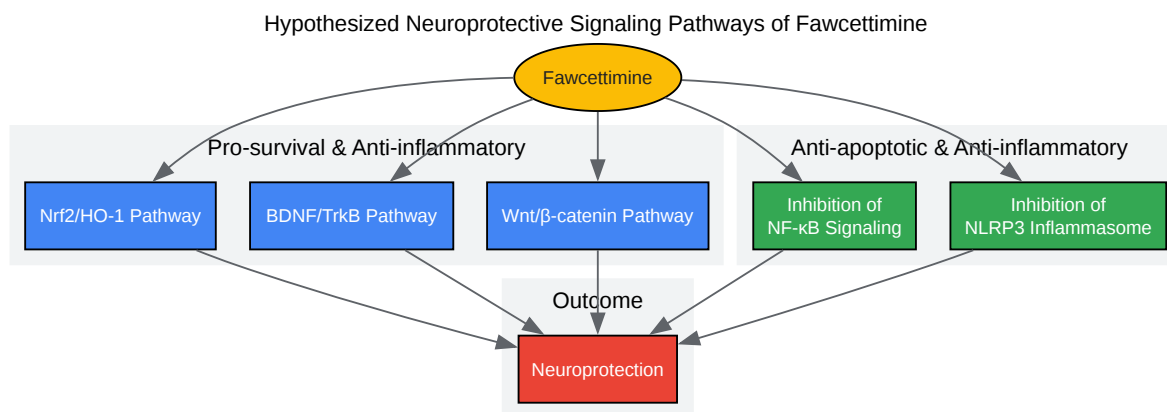 Hypothesized Neuroprotective Signaling Pathways of Fawcettimine
Fawcettimine
Pro-survival & Anti-inflammatory
Anti-apoptotic & Anti-inflammatory
Nrf2/HO-1 Pathway
BDNF/TrkB Pathway
Wnt/β-catenin Pathway
Inhibition of
NF-κB Signaling
Inhibition of
NLRP3 Inflammasome
Outcome
Neuroprotection